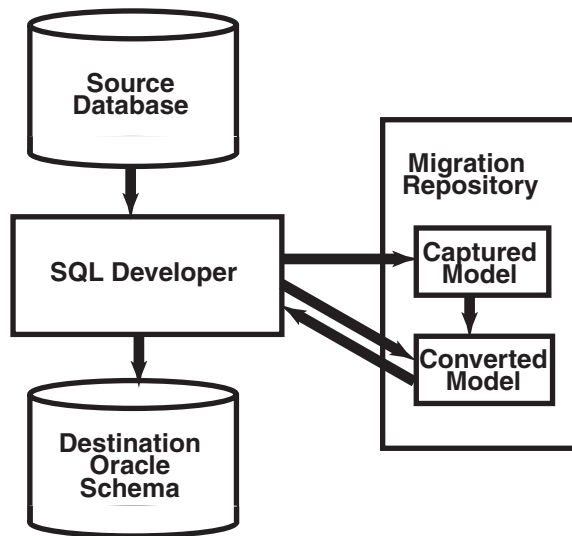 Source
Database
Migration
Repository
SQL Developer
Captured
Model
Converted
Model
Destination
Oracle
Schema